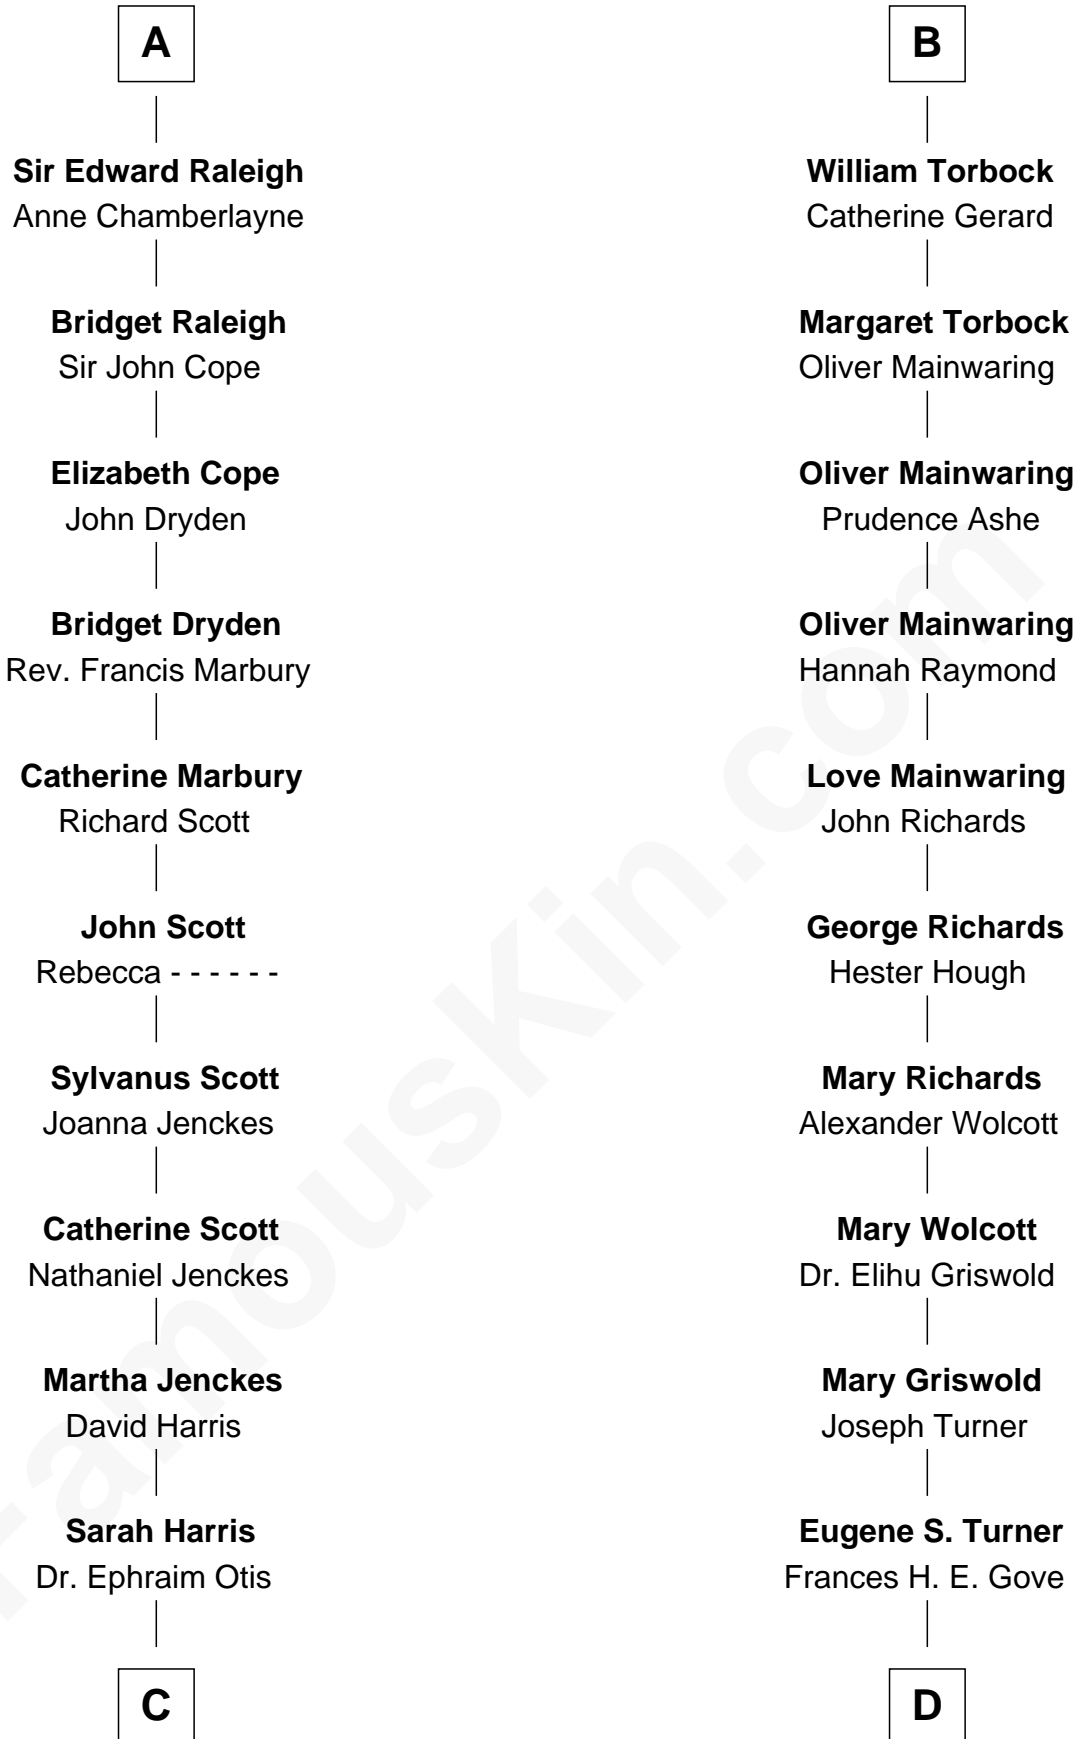 A
Sir Edward Raleigh
Anne Chamberlayne
Bridget Raleigh
Sir John Cope
Elizabeth Cope
John Dryden
Bridget Dryden
Rev. Francis Marbury
Catherine Marbury
Richard Scott
John Scott
Rebecca - - - - - -
Sylvanus Scott
Joanna Jenckes
Catherine Scott
Nathaniel Jenckes
Martha Jenckes
David Harris
Sarah Harris
Dr. Ephraim Otis
C
B
William Torbock
Catherine Gerard
Margaret Torbock
Oliver Mainwaring
Oliver Mainwaring
Prudence Ashe
Oliver Mainwaring
Hannah Raymond
Love Mainwaring
John Richards
George Richards
Hester Hough
Mary Richards
Alexander Wolcott
Mary Wolcott
Dr. Elihu Griswold
Mary Griswold
Joseph Turner
Eugene S. Turner
Frances H. E. Gove
D
FamousKin.com